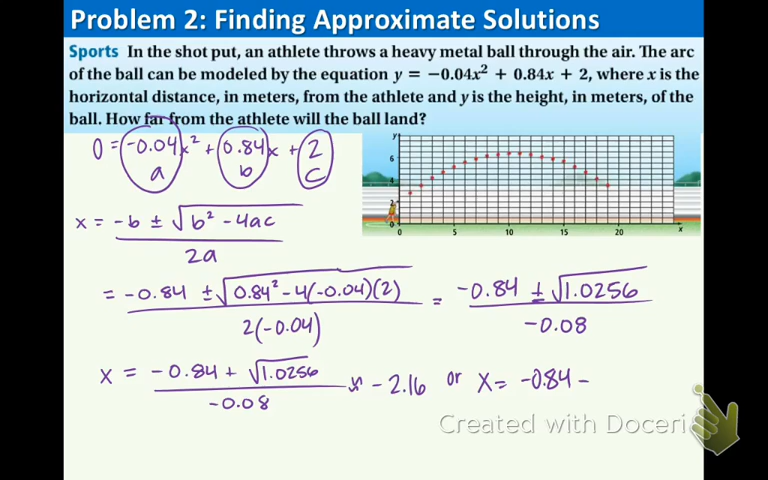 Problem 2: Finding Approximate Solutions
Sports In the shot put, an athlete throws a heavy metal ball through the air. The arc
of the ball can be modeled by the equation y = −0.04x² + 0.84x + 2, where x is the
horizontal distance, in meters, from the athlete and y is the height, in meters, of the
ball. How far from the athlete will the ball land?
0 = -0.04x² + 0.84x + 2
a b c
y
6
4
2
0
0 5 10 15 20 x
x = -b ± √b² - 4ac
2a
= -0.84 ± √0.84² - 4(-0.04)(2) = -0.84 ± √1.0256
2(-0.04) -0.08
x = -0.84 + √1.0256 ≈ -2.16 or x = -0.84 -
-0.08
Created with Doceri